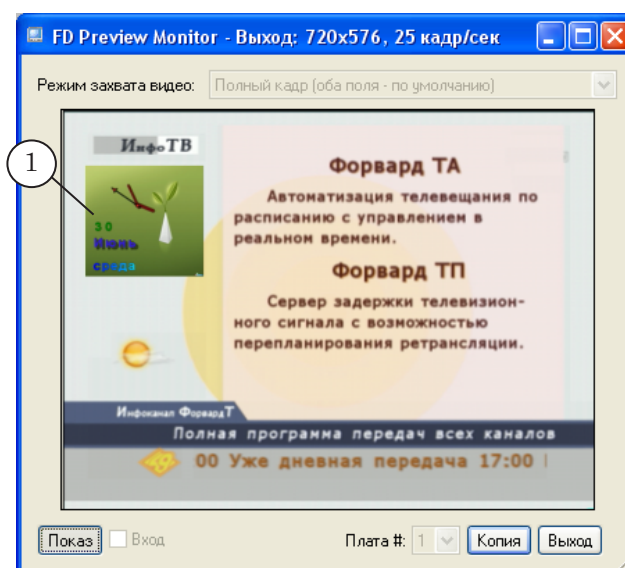 FD Preview Monitor - Выход: 720x576, 25 кадр/сек
Режим захвата видео: Полный кадр (оба поля - по умолчанию)
1
ИнфоТВ
30
Июнь
среда
Форвард ТА
Автоматизация телевещания по
расписанию с управлением в
реальном времени.
Форвард ТП
Сервер задержки телевизион-
ного сигнала с возможностью
перепланирования ретрансляции.
Инфоканал ФорвардТ
Полная программа передач всех каналов
00 Уже дневная передача 17:00
Показ Вход Плата #: 1 Копия Выход